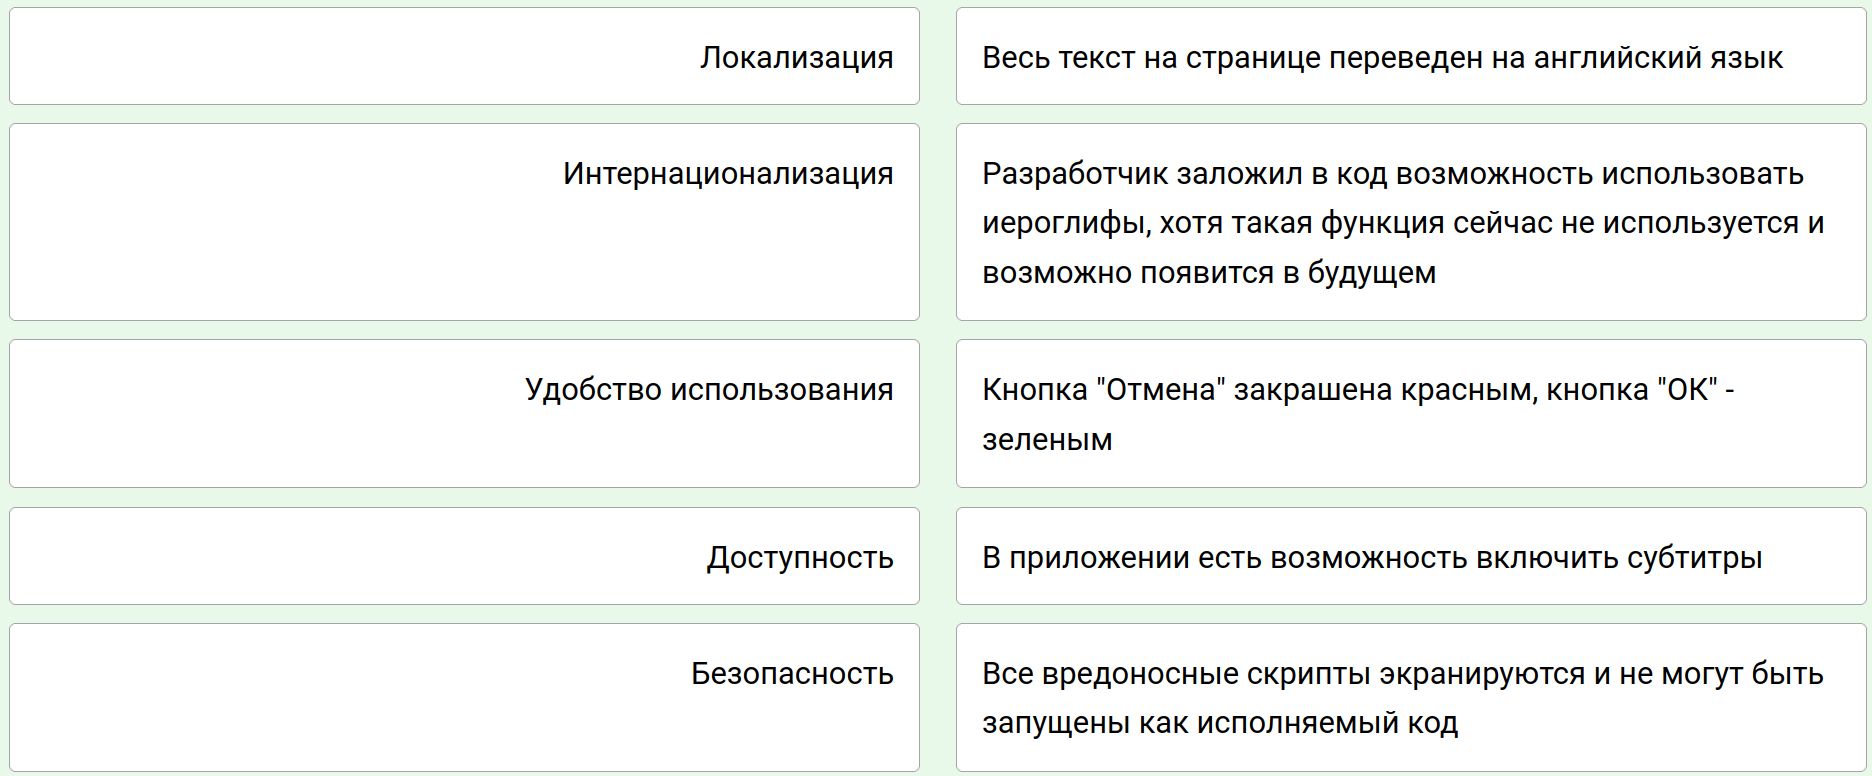 Локализация
Весь текст на странице переведен на английский язык
Интернационализация
Разработчик заложил в код возможность использовать
иероглифы, хотя такая функция сейчас не используется и
возможно появится в будущем
Удобство использования
Кнопка "Отмена" закрашена красным, кнопка "ОК" -
зеленым
Доступность
В приложении есть возможность включить субтитры
Безопасность
Все вредоносные скрипты экранируются и не могут быть
запущены как исполняемый код